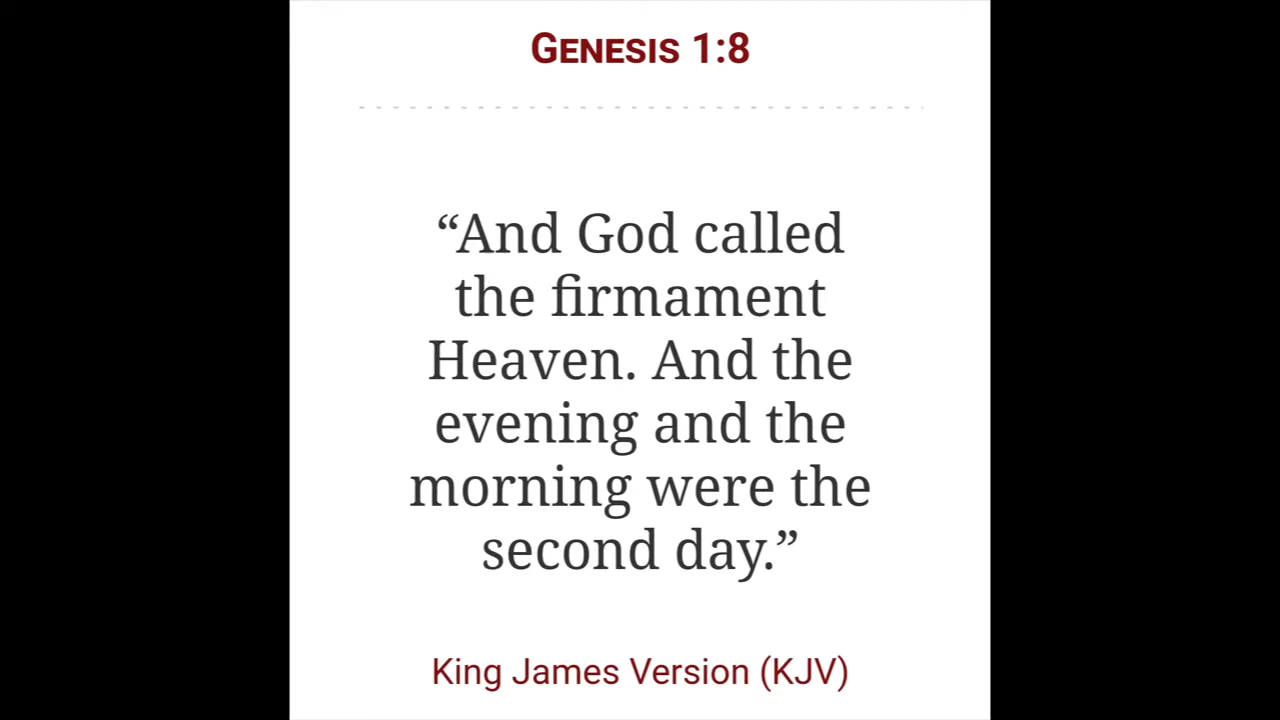 GENESIS 1:8
“And God called
the firmament
Heaven. And the
evening and the
morning were the
second day.”
King James Version (KJV)